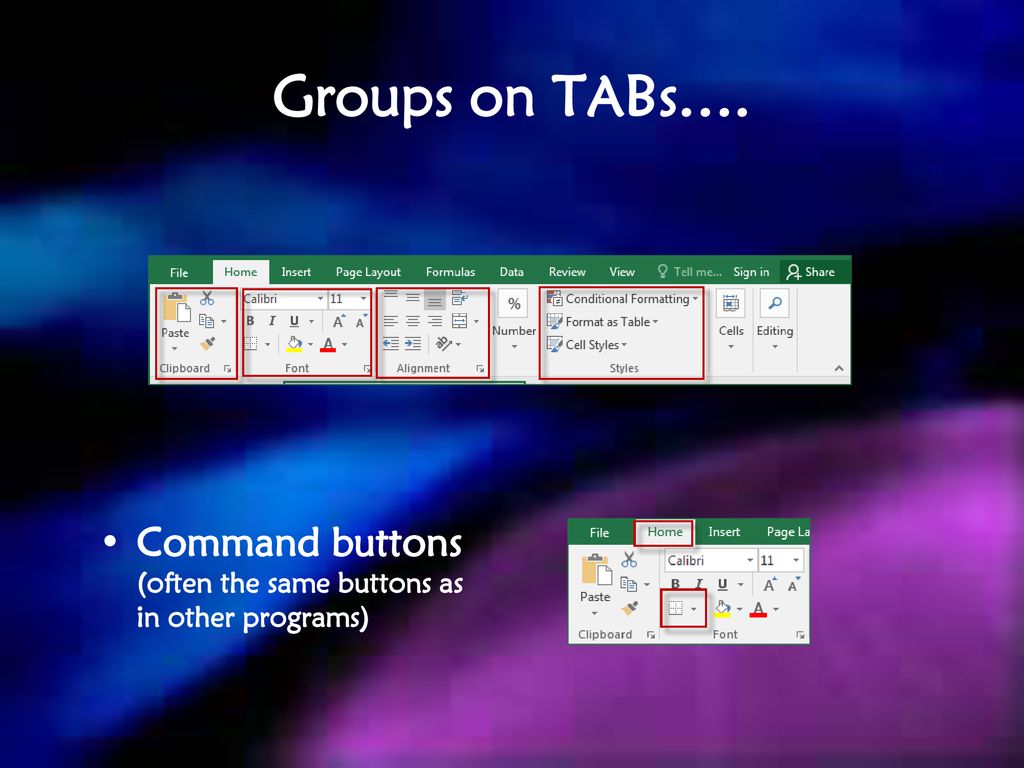 Groups on TABs....
File Home Insert Page Layout Formulas Data Review View Tell me... Sign in Share
Calibri 11 % Conditional Formatting
Paste B I U A A Number Format as Table Cells Editing
A Cell Styles
Clipboard Font Alignment Styles
• Command buttons
(often the same buttons as
in other programs)
File Home Insert Page La
Calibri 11
Paste B I U A A
A
Clipboard Font